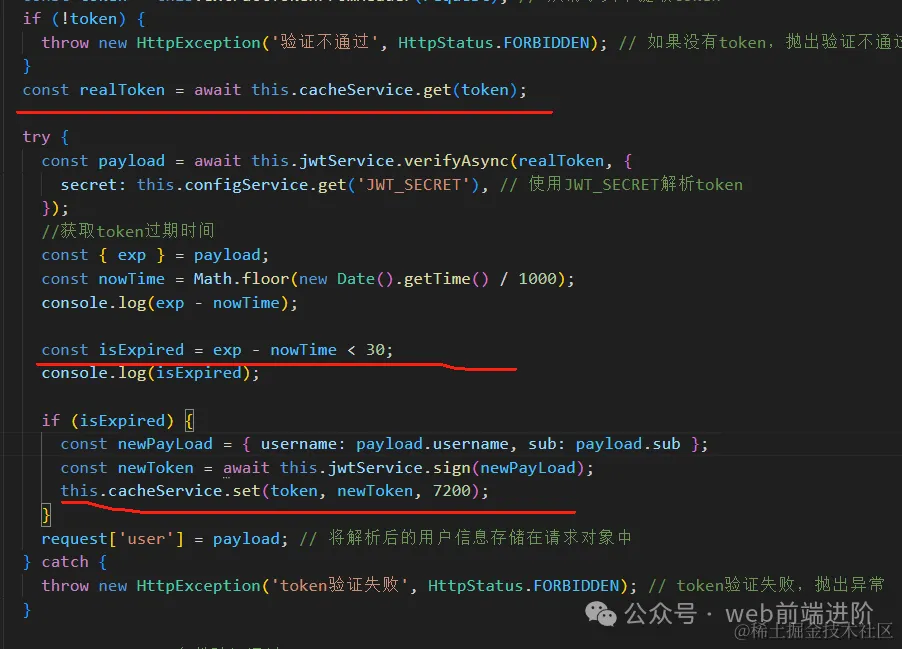 if (!token) {
throw new HttpException('验证不通过', HttpStatus.FORBIDDEN); // 如果没有token，抛出验证不通过
}
const realToken = await this.cacheService.get(token);
try {
const payload = await this.jwtService.verifyAsync(realToken, {
secret: this.configService.get('JWT_SECRET'), // 使用JWT_SECRET解析token
});
//获取token过期时间
const { exp } = payload;
const nowTime = Math.floor(new Date().getTime() / 1000);
console.log(exp - nowTime);
const isExpired = exp - nowTime < 30;
console.log(isExpired);
if (isExpired) {
const newPayLoad = { username: payload.username, sub: payload.sub };
const newToken = await this.jwtService.sign(newPayLoad);
this.cacheService.set(token, newToken, 7200);
}
request['user'] = payload; // 将解析后的用户信息存储在请求对象中
} catch {
throw new HttpException('token验证失败', HttpStatus.FORBIDDEN); // token验证失败，抛出异常
}
公众号 · web前端进阶
@稀土掘金技术社区